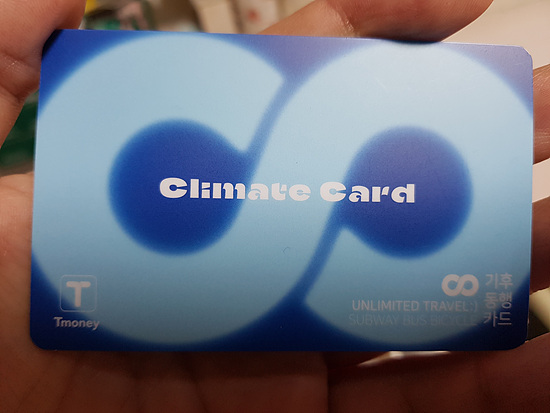 Climate Card
T
Tmoney
기후
동행
카드
UNLIMITED TRAVEL:)
SUBWAY BUS BICYCLE